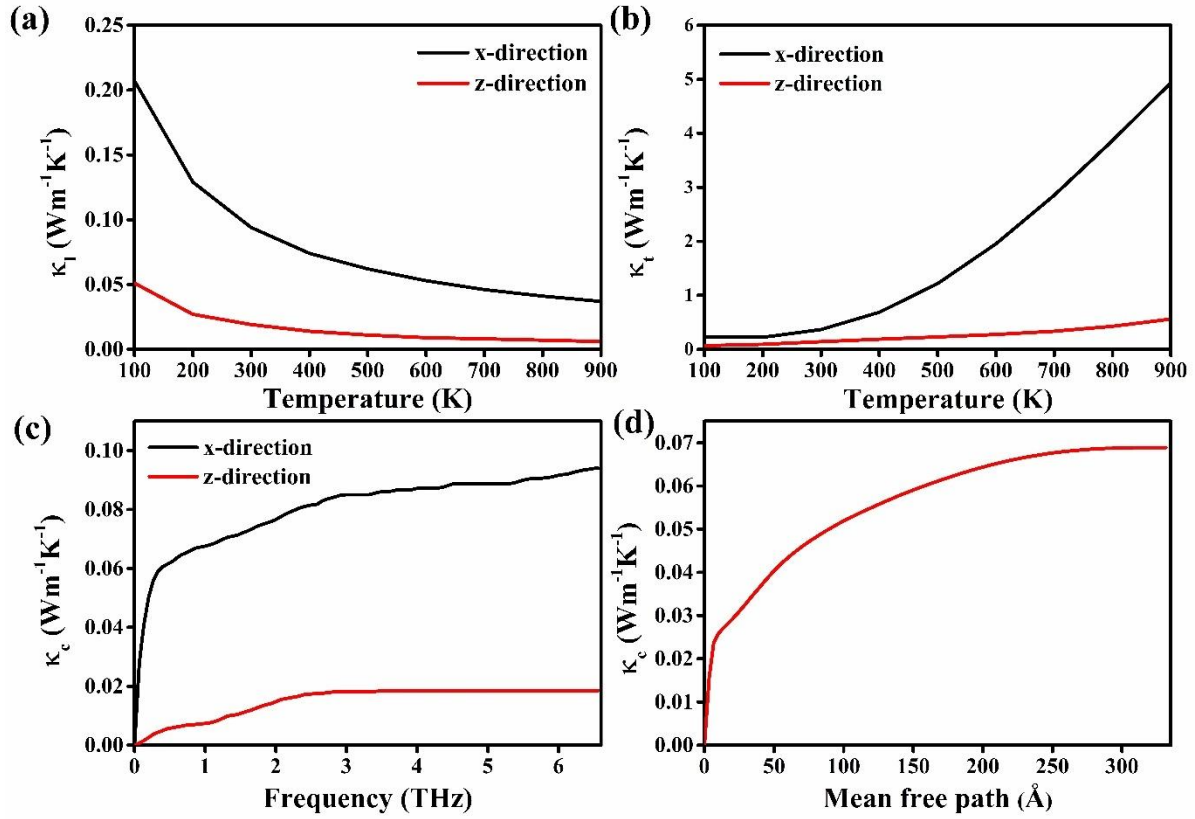 (a)
0.25
0.20
0.15
0.10
0.05
0.00
κl (Wm⁻¹K⁻¹)
x-direction
z-direction
100 200 300 400 500 600 700 800 900
Temperature (K)
(b)
6
5
4
3
2
1
0
κt (Wm⁻¹K⁻¹)
x-direction
z-direction
100 200 300 400 500 600 700 800 900
Temperature (K)
(c)
0.10
0.08
0.06
0.04
0.02
0.00
κc (Wm⁻¹K⁻¹)
x-direction
z-direction
0 1 2 3 4 5 6
Frequency (THz)
(d)
0.07
0.06
0.05
0.04
0.03
0.02
0.01
0.00
κc (Wm⁻¹K⁻¹)
0 50 100 150 200 250 300
Mean free path (Å)